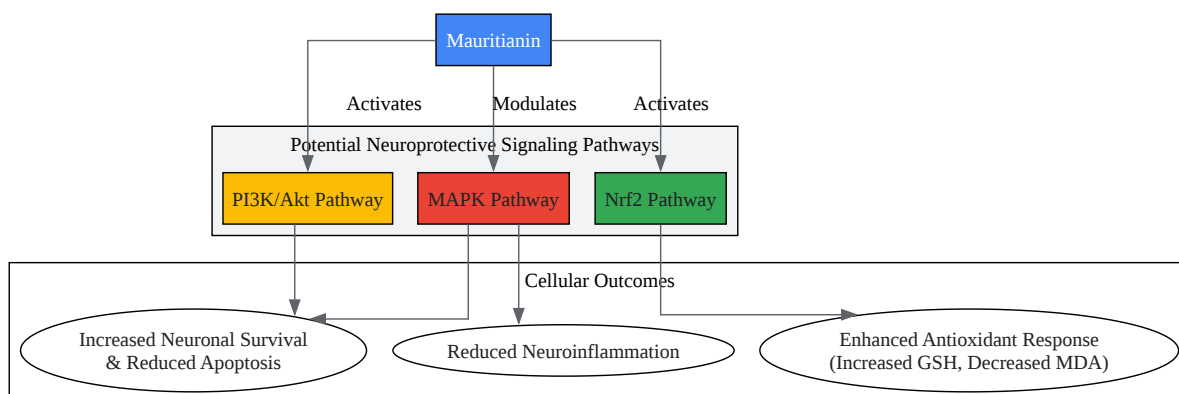 Mauritianin
Activates
Modulates
Activates
Potential Neuroprotective Signaling Pathways
PI3K/Akt Pathway
MAPK Pathway
Nrf2 Pathway
Cellular Outcomes
Increased Neuronal Survival
& Reduced Apoptosis
Reduced Neuroinflammation
Enhanced Antioxidant Response
(Increased GSH, Decreased MDA)